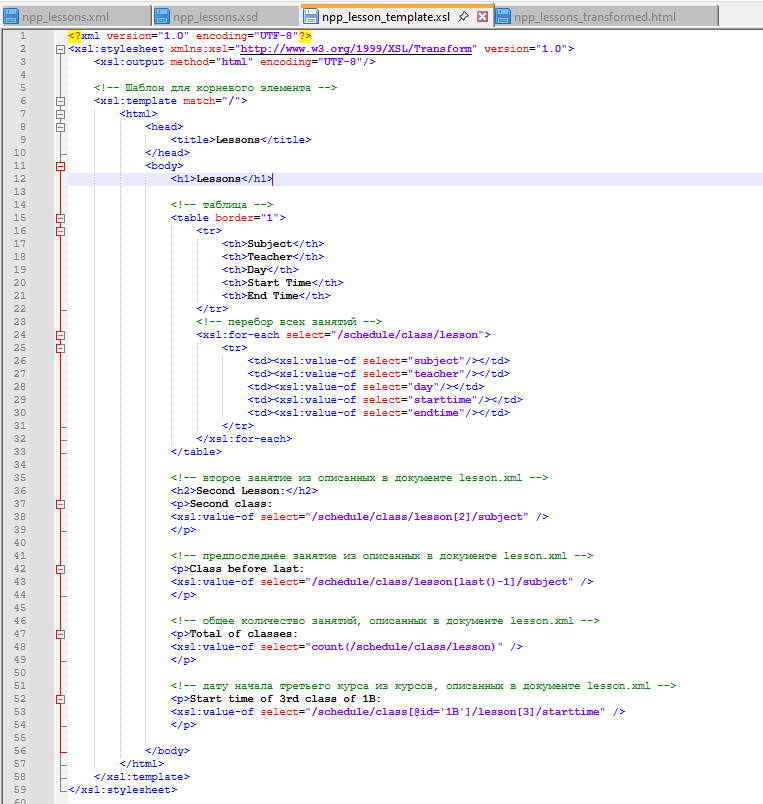 npp_lessons.xml npp_lessons.xsd npp_lesson_template.xsl npp_lessons_transformed.html
1 <?xml version="1.0" encoding="UTF-8"?>
2 <xsl:stylesheet xmlns:xsl="http://www.w3.org/1999/XSL/Transform" version="1.0">
3 <xsl:output method="html" encoding="UTF-8"/>
4
5 <!-- Шаблон для корневого элемента -->
6 <xsl:template match="/">
7 <html>
8 <head>
9 <title>Lessons</title>
10 </head>
11 <body>
12 <h1>Lessons</h1>
13
14 <!-- таблица -->
15 <table border="1">
16 <tr>
17 <th>Subject</th>
18 <th>Teacher</th>
19 <th>Day</th>
20 <th>Start Time</th>
21 <th>End Time</th>
22 </tr>
23 <!-- перебор всех занятий -->
24 <xsl:for-each select="/schedule/class/lesson">
25 <tr>
26 <td><xsl:value-of select="subject"/></td>
27 <td><xsl:value-of select="teacher"/></td>
28 <td><xsl:value-of select="day"/></td>
29 <td><xsl:value-of select="starttime"/></td>
30 <td><xsl:value-of select="endtime"/></td>
31 </tr>
32 </xsl:for-each>
33 </table>
34
35 <!-- второе занятие из описанных в документе lesson.xml -->
36 <h2>Second Lesson:</h2>
37 <p>Second class:
38 <xsl:value-of select="/schedule/class/lesson[2]/subject" />
39 </p>
40
41 <!-- предпоследнее занятие из описанных в документе lesson.xml -->
42 <p>Class before last:
43 <xsl:value-of select="/schedule/class/lesson[last()-1]/subject" />
44 </p>
45
46 <!-- общее количество занятий, описанных в документе lesson.xml -->
47 <p>Total of classes:
48 <xsl:value-of select="count(/schedule/class/lesson)" />
49 </p>
50
51 <!-- дату начала третьего курса из курсов, описанных в документе lesson.xml -->
52 <p>Start time of 3rd class of 1B:
53 <xsl:value-of select="/schedule/class[@id='1B']/lesson[3]/starttime" />
54 </p>
55
56 </body>
57 </html>
58 </xsl:template>
59 </xsl:stylesheet>
60